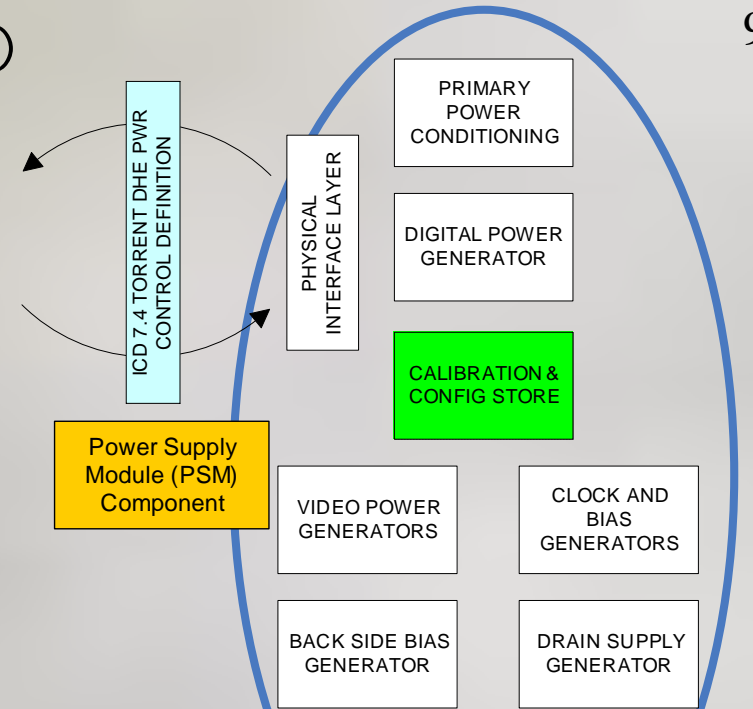 9
PRIMARY
POWER
CONDITIONING
ICD 7.4 TORRENT DHE PWR
CONTROL DEFINITION
PHYSICAL
INTERFACE LAYER
DIGITAL POWER
GENERATOR
CALIBRATION &
CONFIG STORE
Power Supply
Module (PSM)
Component
VIDEO POWER
GENERATORS
CLOCK AND
BIAS
GENERATORS
BACK SIDE BIAS
GENERATOR
DRAIN SUPPLY
GENERATOR